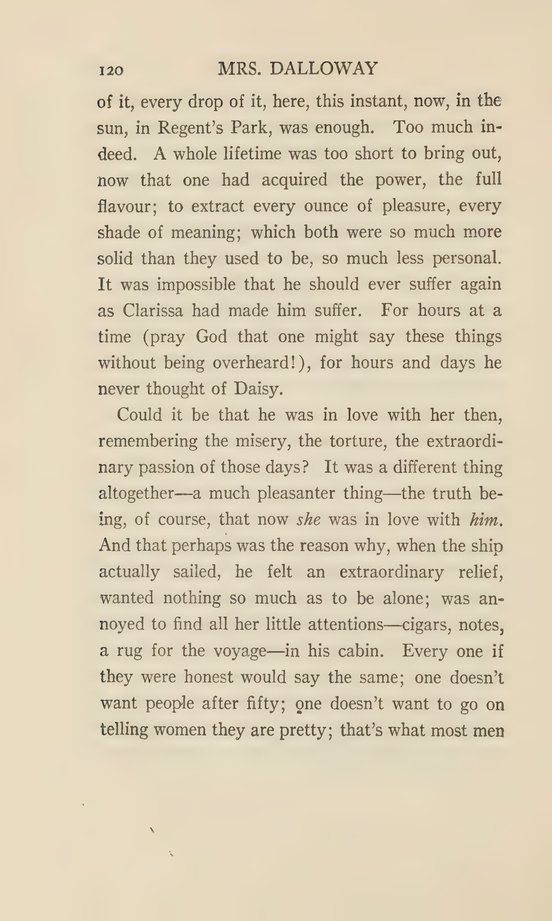 120 MRS. DALLOWAY
of it, every drop of it, here, this instant, now, in the
sun, in Regent's Park, was enough. Too much in-
deed. A whole lifetime was too short to bring out,
now that one had acquired the power, the full
flavour; to extract every ounce of pleasure, every
shade of meaning; which both were so much more
solid than they used to be, so much less personal.
It was impossible that he should ever suffer again
as Clarissa had made him suffer. For hours at a
time (pray God that one might say these things
without being overheard!), for hours and days he
never thought of Daisy.
Could it be that he was in love with her then,
remembering the misery, the torture, the extraordi-
nary passion of those days? It was a different thing
altogether—a much pleasanter thing—the truth be-
ing, of course, that now she was in love with him.
And that perhaps was the reason why, when the ship
actually sailed, he felt an extraordinary relief,
wanted nothing so much as to be alone; was an-
noyed to find all her little attentions—cigars, notes,
a rug for the voyage—in his cabin. Every one if
they were honest would say the same; one doesn't
want people after fifty; one doesn't want to go on
telling women they are pretty; that's what most men